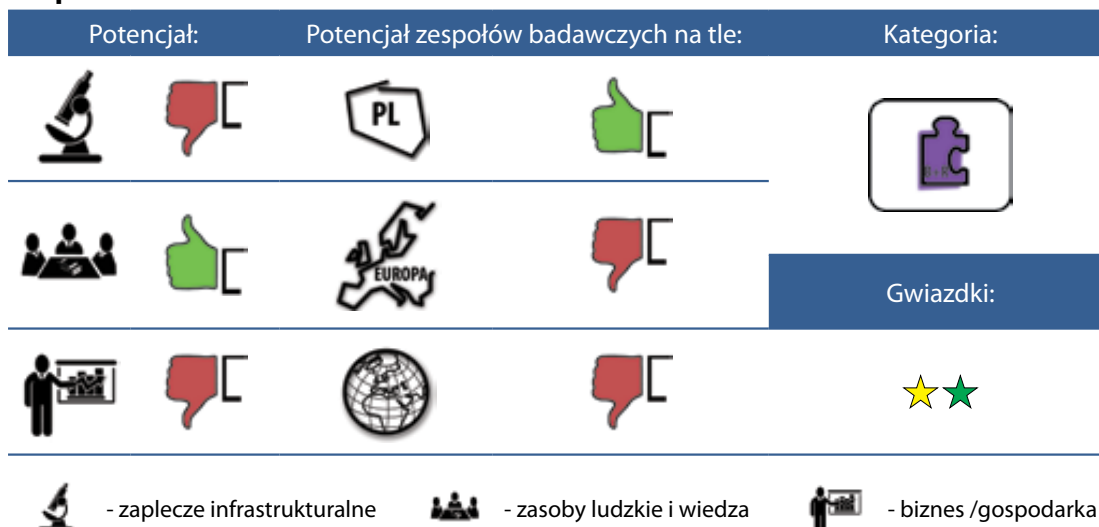 Potencjał: Potencjał zespołów badawczych na tle: Kategoria:
PL
B+R
EUROPA
Gwiazdki:
- zaplecze infrastrukturalne - zasoby ludzkie i wiedza - biznes /gospodarka